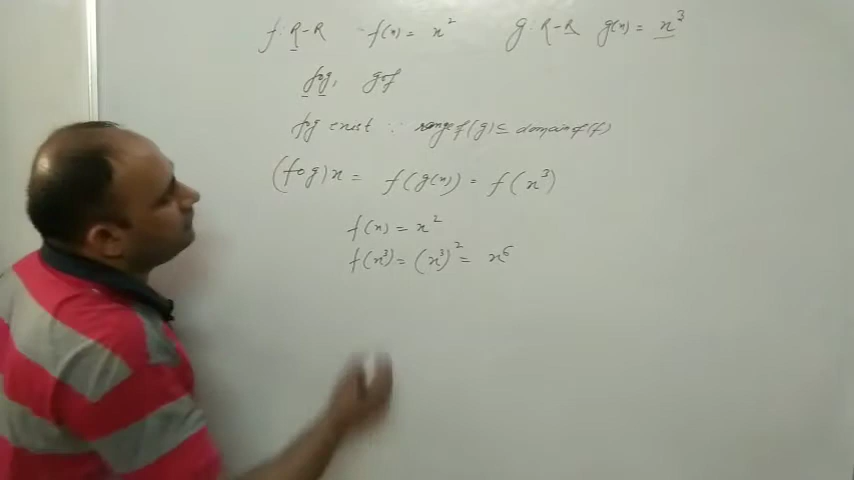 f: R-R f(x) = x² g: R-R g(x) = x³
fog, gof
fog exist ∵ range of (g) ⊆ domain of (f)
(fog)x = f(g(x)) = f(x³)
f(x) = x²
f(x³) = (x³)² = x⁶